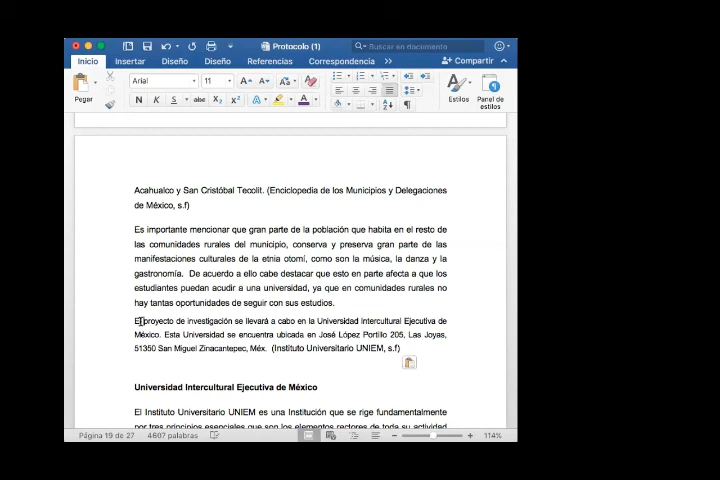 Protocolo (1)
Buscar en documento
Inicio Insertar Diseño Diseño Referencias Correspondencia >> Compartir
Arial 11
Pegar N K S abc X₂ X² A A Estilos Panel de estilos
Acahualco y San Cristóbal Tecolit. (Enciclopedia de los Municipios y Delegaciones
de México, s.f)
Es importante mencionar que gran parte de la población que habita en el resto de
las comunidades rurales del municipio, conserva y preserva gran parte de las
manifestaciones culturales de la etnia otomí, como son la música, la danza y la
gastronomía. De acuerdo a ello cabe destacar que esto en parte afecta a que los
estudiantes puedan acudir a una universidad, ya que en comunidades rurales no
hay tantas oportunidades de seguir con sus estudios.
El proyecto de investigación se llevará a cabo en la Universidad Intercultural Ejecutiva de
México. Esta Universidad se encuentra ubicada en José López Portillo 205, Las Joyas,
51350 San Miguel Zinacantepec, Méx. (Instituto Universitario UNIEM, s.f)
Universidad Intercultural Ejecutiva de México
El Instituto Universitario UNIEM es una Institución que se rige fundamentalmente
por tres principios esenciales que son los elementos rectores de toda su actividad
Página 19 de 27 4607 palabras 114%